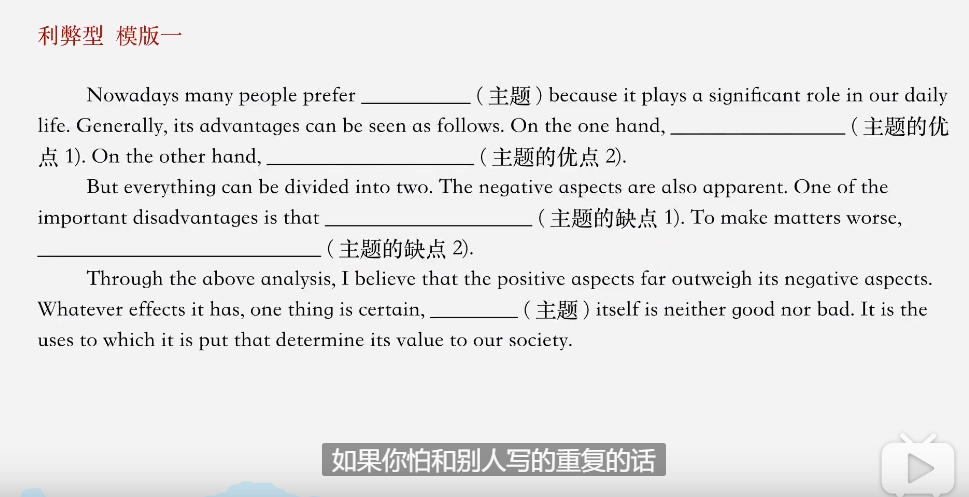 利弊型 模版一
Nowadays many people prefer __________ ( 主题 ) because it plays a significant role in our daily
life. Generally, its advantages can be seen as follows. On the one hand, ________________ ( 主题的优
点 1). On the other hand, ___________________ ( 主题的优点 2).
But everything can be divided into two. The negative aspects are also apparent. One of the
important disadvantages is that ___________________ ( 主题的缺点 1). To make matters worse,
__________________________ ( 主题的缺点 2).
Through the above analysis, I believe that the positive aspects far outweigh its negative aspects.
Whatever effects it has, one thing is certain, ________ ( 主题 ) itself is neither good nor bad. It is the
uses to which it is put that determine its value to our society.
如果你怕和别人写的重复的话